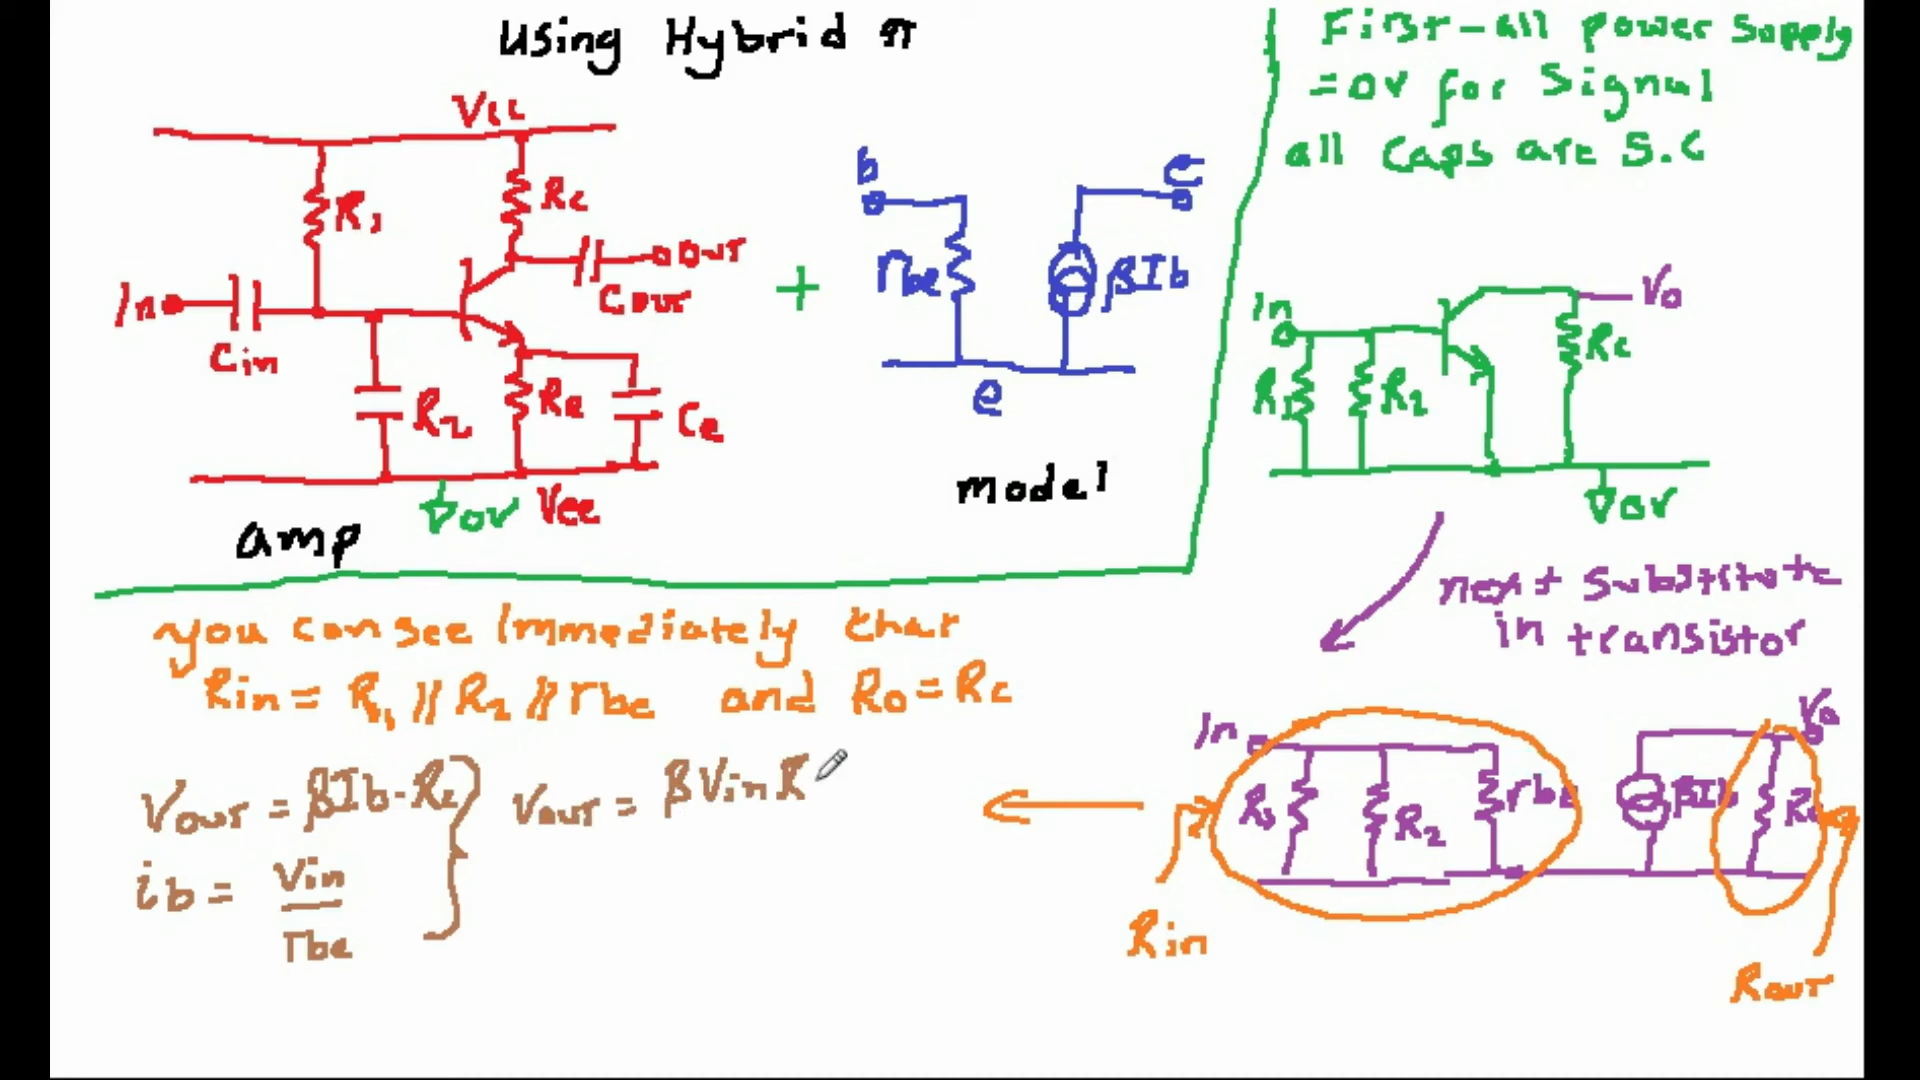 Using Hybrid π
Vcc
R1
Rc
Out
Cout
In
Cin
R2
Re
Ce
0V
Vee
amp
+
b
c
rbe
βIb
e
model
First - all power supply
= 0V for signal
all caps are S.C
In
R1
R2
Vo
Rc
0V
next substitute
in transistor
you can see immediately that
Rin = R1 // R2 // rbe and Ro = Rc
Vout = βIb · Rc
ib = Vin
rbe
Vout = βVin R
In
R1
R2
rbe
βIb
Rc
Vo
Rin
Rout